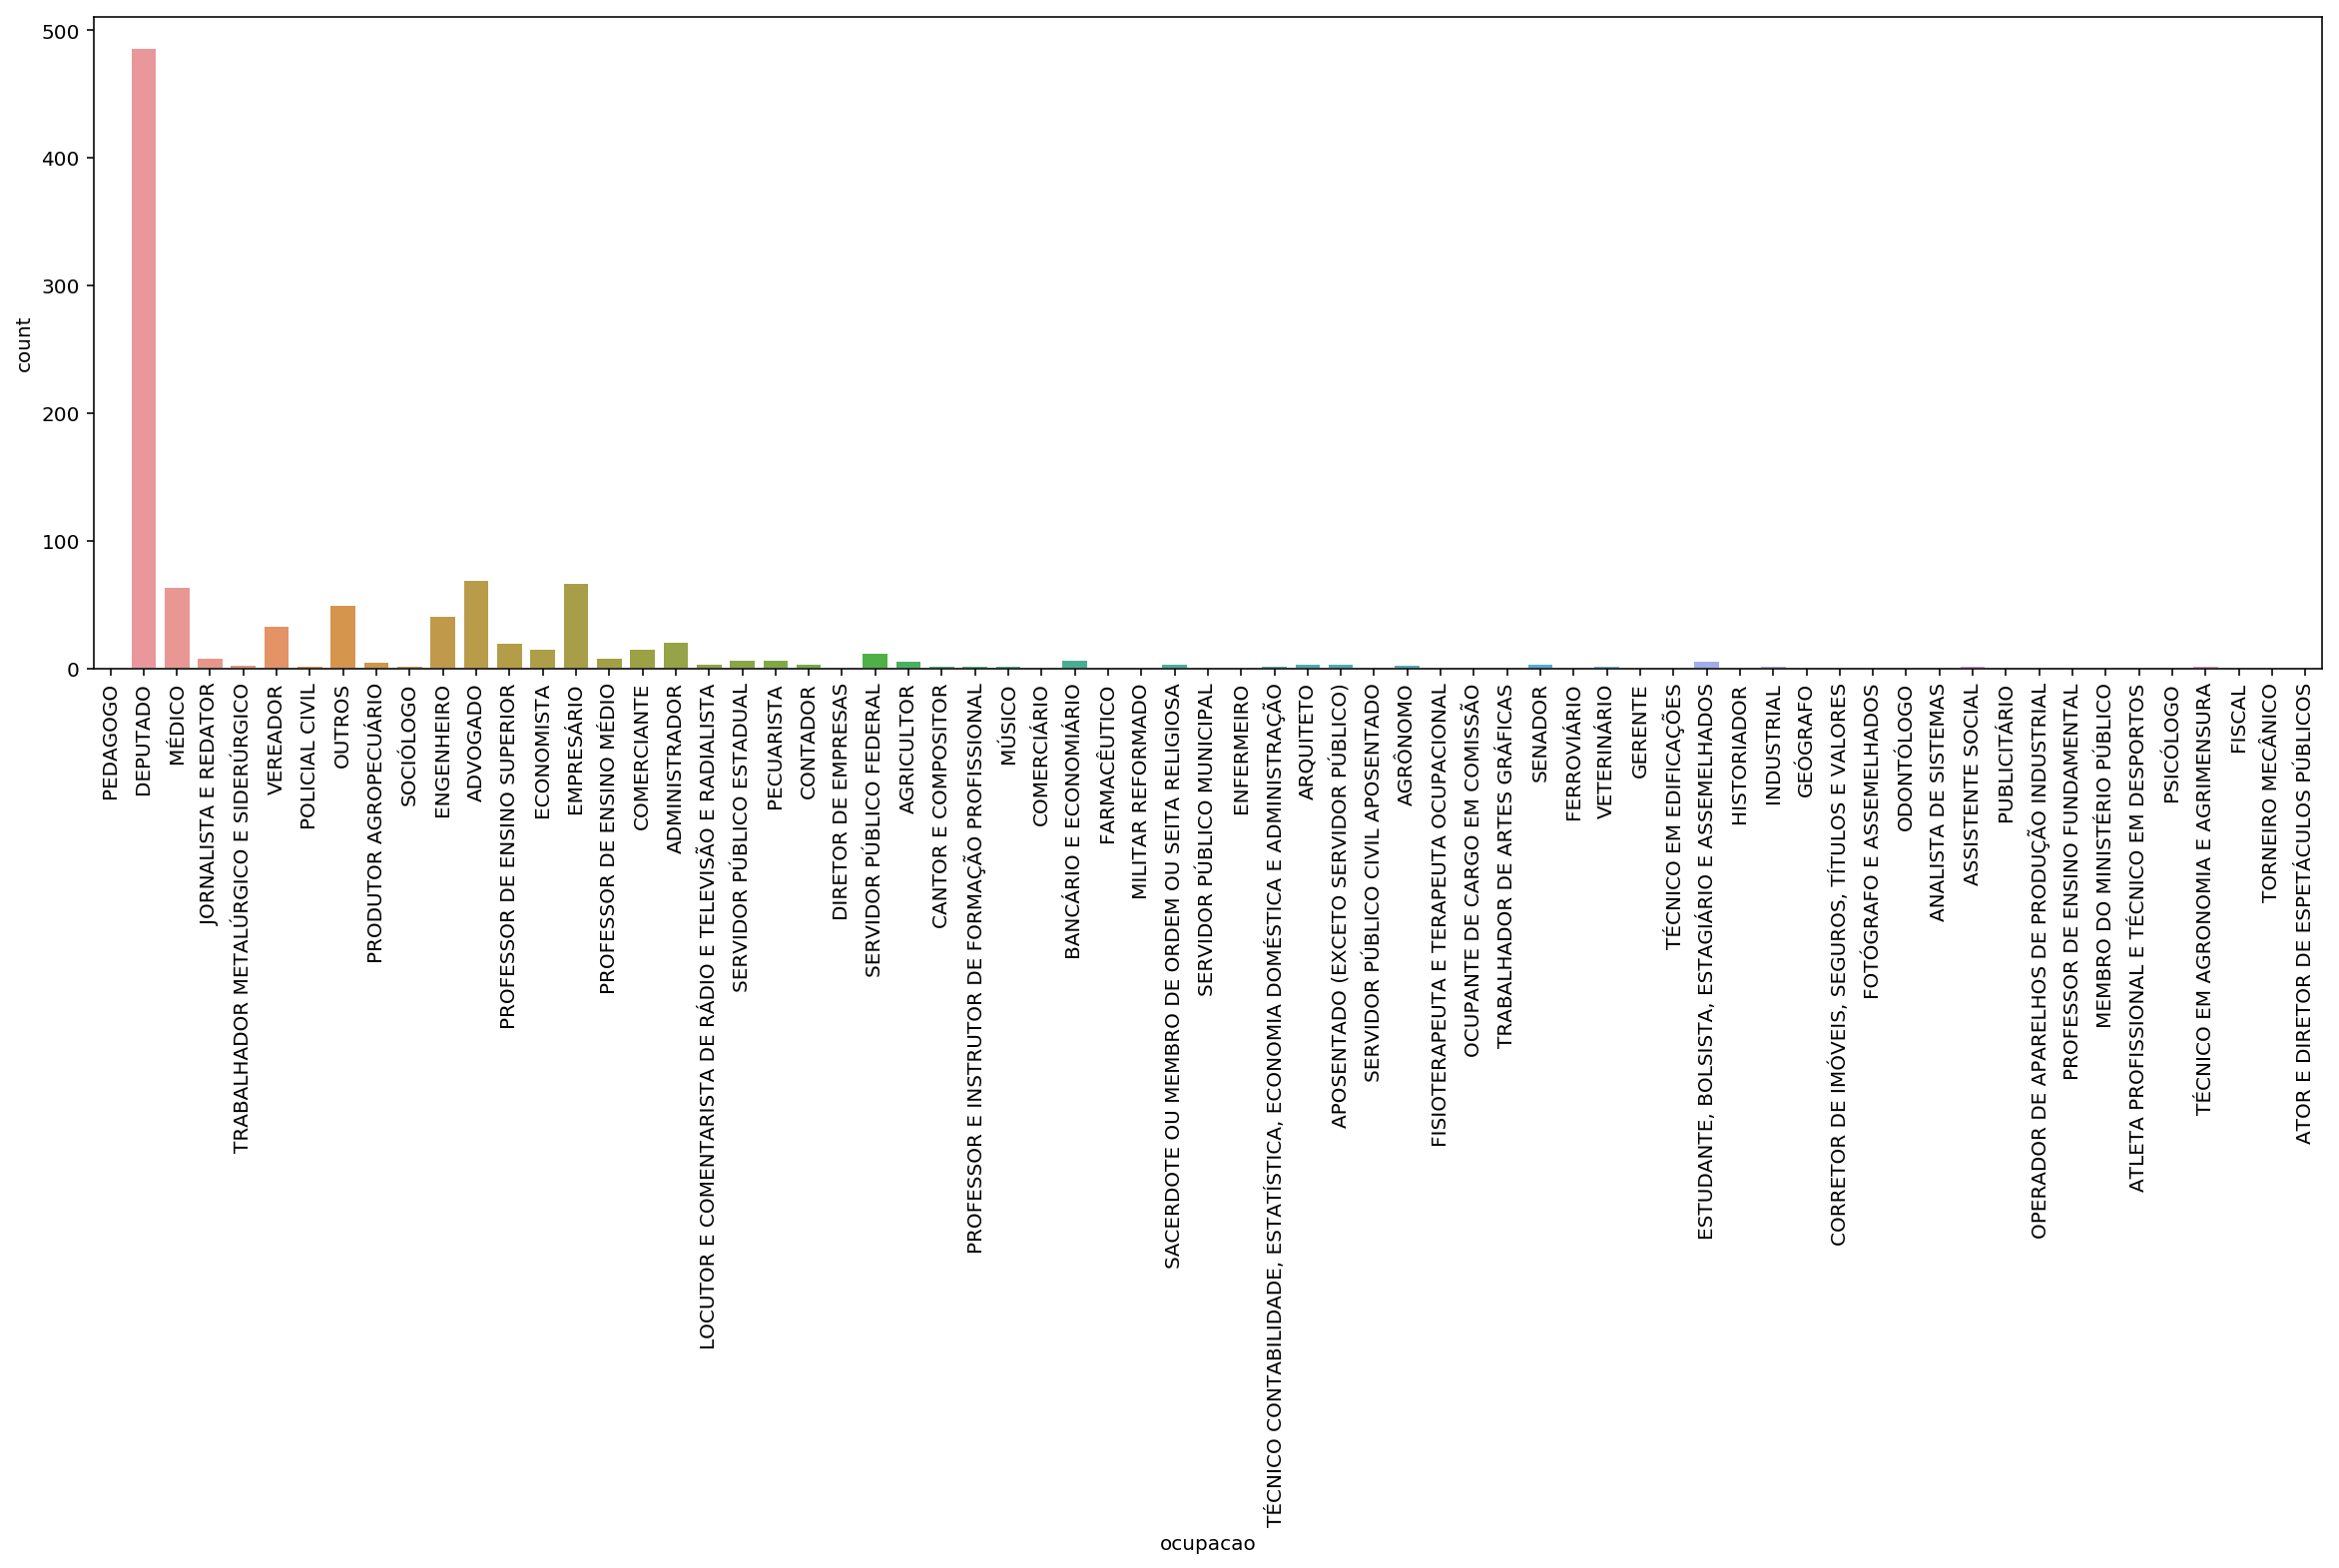 500
400
300
200
100
0
count
PEDAGOGO
DEPUTADO
MÉDICO
JORNALISTA E REDATOR
TRABALHADOR METALÚRGICO E SIDERÚRGICO
VEREADOR
POLICIAL CIVIL
OUTROS
PRODUTOR AGROPECUÁRIO
SOCIÓLOGO
ENGENHEIRO
ADVOGADO
PROFESSOR DE ENSINO SUPERIOR
ECONOMISTA
EMPRESÁRIO
PROFESSOR DE ENSINO MÉDIO
COMERCIANTE
ADMINISTRADOR
LOCUTOR E COMENTARISTA DE RÁDIO E TELEVISÃO E RADIALISTA
SERVIDOR PÚBLICO ESTADUAL
PECUARISTA
CONTADOR
DIRETOR DE EMPRESAS
SERVIDOR PÚBLICO FEDERAL
AGRICULTOR
CANTOR E COMPOSITOR
PROFESSOR E INSTRUTOR DE FORMAÇÃO PROFISSIONAL
MÚSICO
COMERCIÁRIO
BANCÁRIO E ECONOMIÁRIO
FARMACÊUTICO
MILITAR REFORMADO
SACERDOTE OU MEMBRO DE ORDEM OU SEITA RELIGIOSA
SERVIDOR PÚBLICO MUNICIPAL
ENFERMEIRO
TÉCNICO CONTABILIDADE, ESTATÍSTICA, ECONOMIA DOMÉSTICA E ADMINISTRAÇÃO
ARQUITETO
APOSENTADO (EXCETO SERVIDOR PÚBLICO)
SERVIDOR PÚBLICO CIVIL APOSENTADO
AGRÔNOMO
FISIOTERAPEUTA E TERAPEUTA OCUPACIONAL
OCUPANTE DE CARGO EM COMISSÃO
TRABALHADOR DE ARTES GRÁFICAS
SENADOR
FERROVIÁRIO
VETERINÁRIO
GERENTE
TÉCNICO EM EDIFICAÇÕES
ESTUDANTE, BOLSISTA, ESTAGIÁRIO E ASSEMELHADOS
HISTORIADOR
INDUSTRIAL
GEÓGRAFO
CORRETOR DE IMÓVEIS, SEGUROS, TÍTULOS E VALORES
FOTÓGRAFO E ASSEMELHADOS
ODONTÓLOGO
ANALISTA DE SISTEMAS
ASSISTENTE SOCIAL
PUBLICITÁRIO
OPERADOR DE APARELHOS DE PRODUÇÃO INDUSTRIAL
PROFESSOR DE ENSINO FUNDAMENTAL
MEMBRO DO MINISTÉRIO PÚBLICO
ATLETA PROFISSIONAL E TÉCNICO EM DESPORTOS
PSICÓLOGO
TÉCNICO EM AGRONOMIA E AGRIMENSURA
FISCAL
TORNEIRO MECÂNICO
ATOR E DIRETOR DE ESPETÁCULOS PÚBLICOS
ocupacao